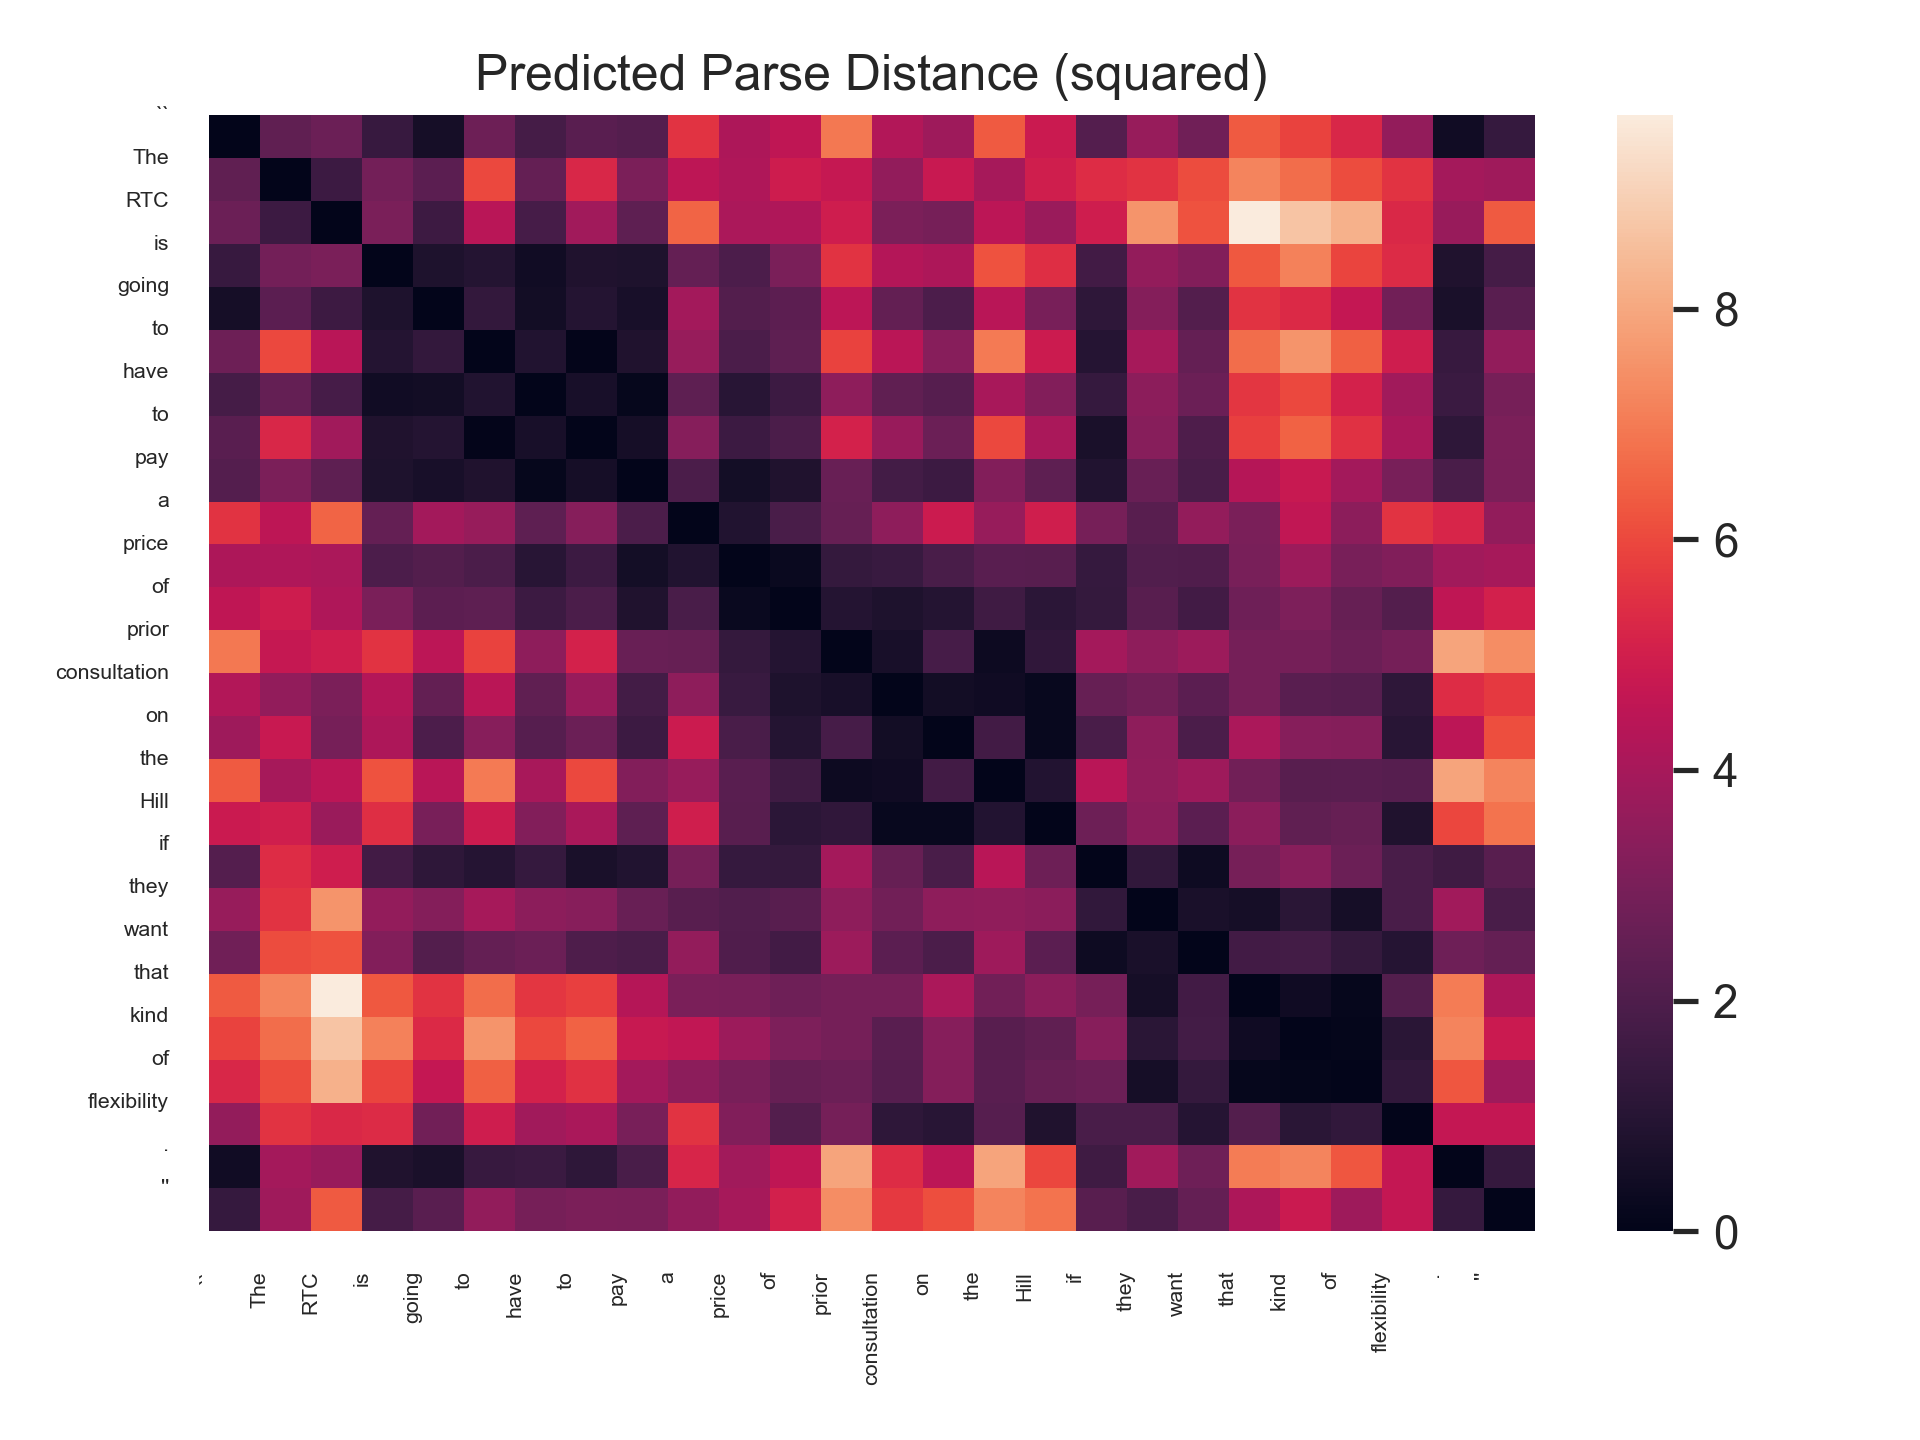 Predicted Parse Distance (squared)
``
The
RTC
is
going
to
have
to
pay
a
price
of
prior
consultation
on
the
Hill
if
they
want
that
kind
of
flexibility
.
''
8
6
4
2
0
`` The RTC is going to have to pay a price of prior consultation on the Hill if they want that kind of flexibility . ''